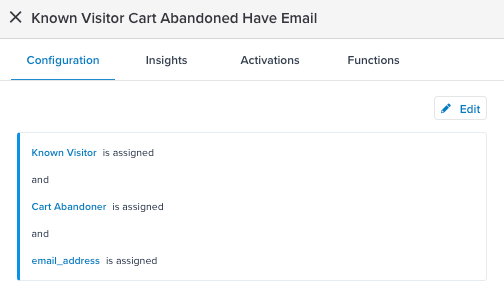 Known Visitor Cart Abandoned Have Email
Configuration Insights Activations Functions
Edit
Known Visitor is assigned
and
Cart Abandoner is assigned
and
email_address is assigned